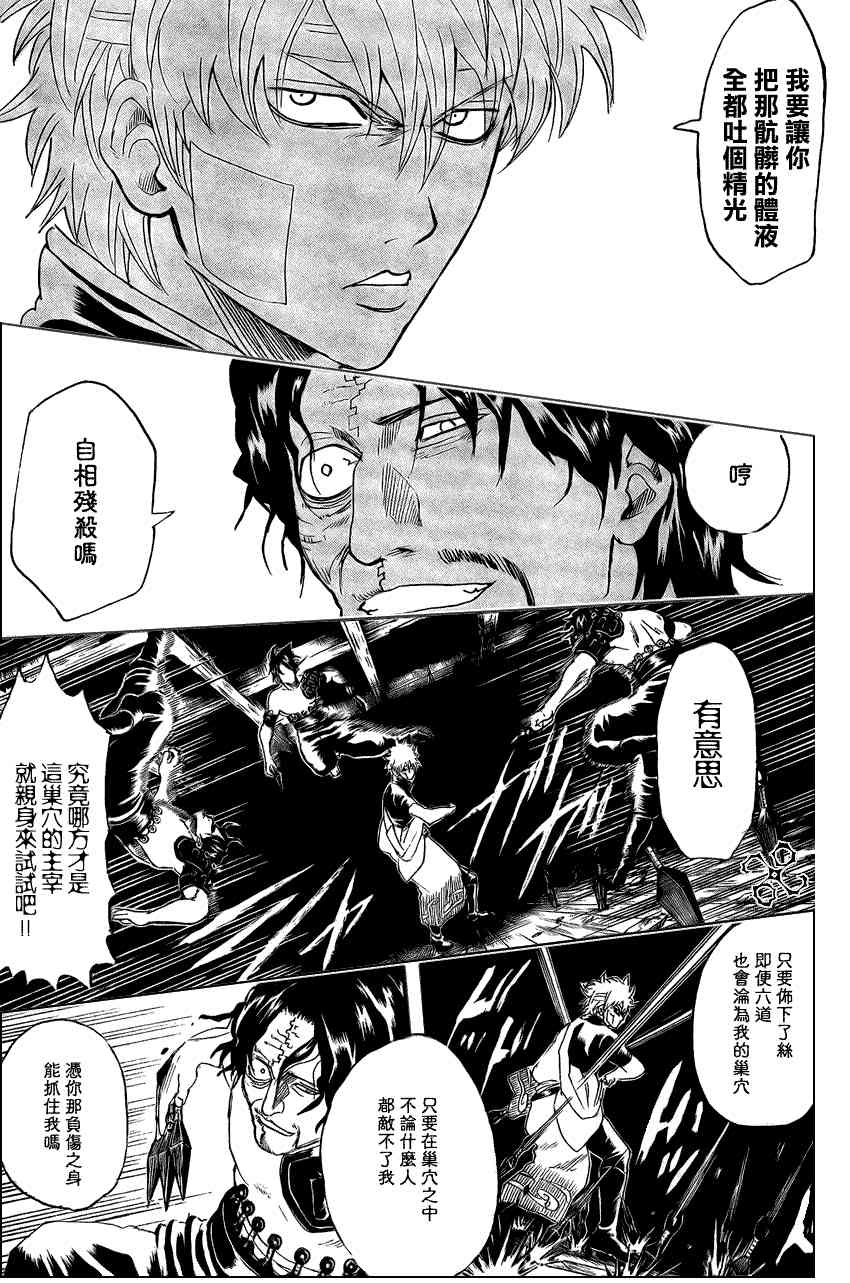 我要讓你
把那骯髒的體液
全都吐個精光
哼
自相殘殺嗎
有意思
究竟哪方才是
這巢穴的主宰
就親身來試試吧!!
只要佈下了絲
即便六道
也會淪為我的巢穴
只要在巢穴之中
不論什麼人
都敵不了我
憑你那負傷之身
能抓住我嗎